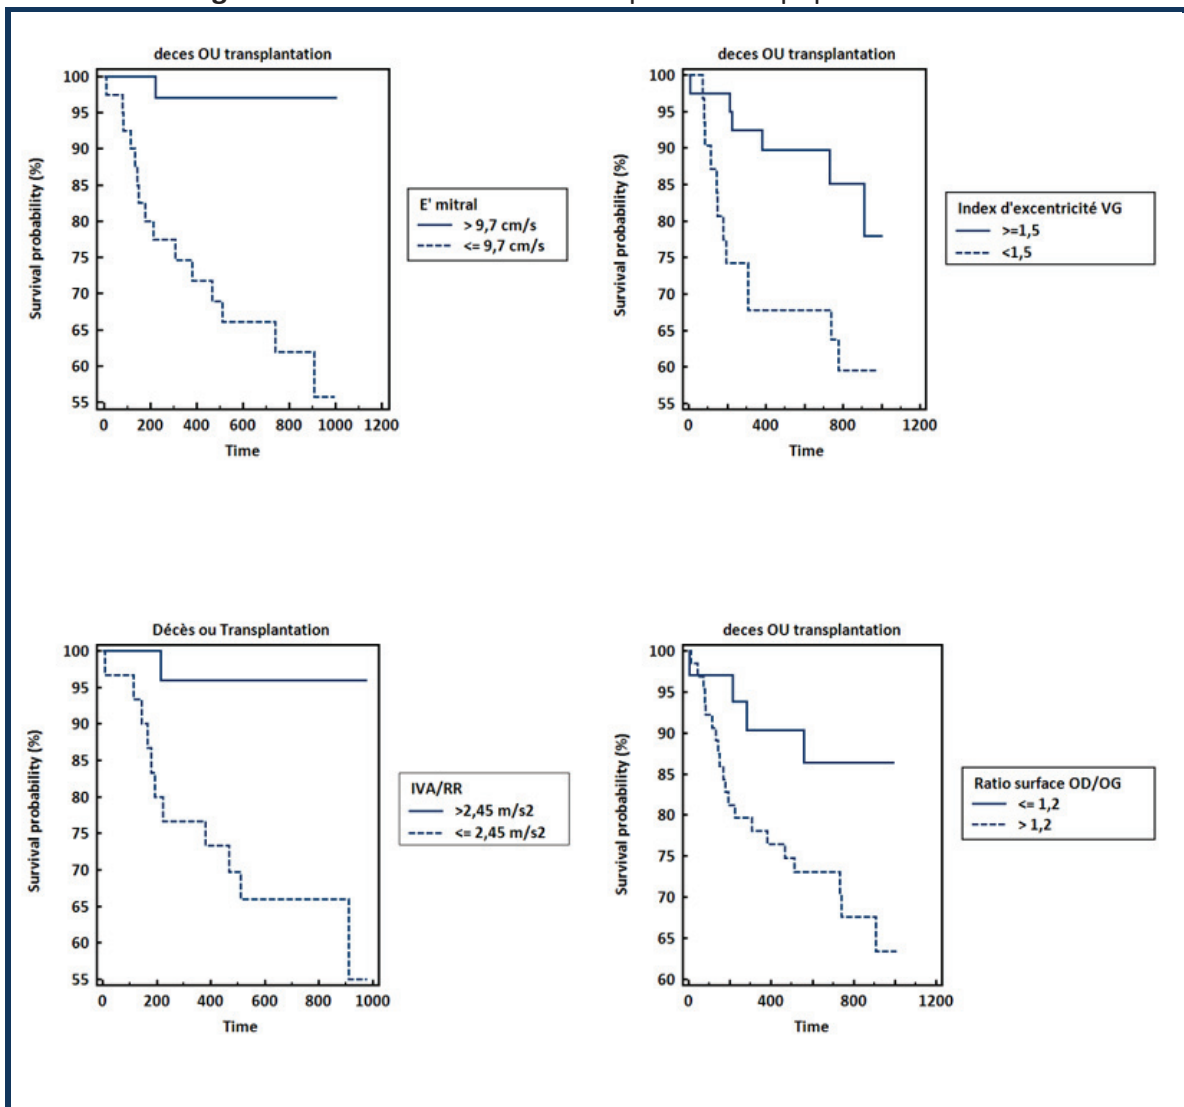 deces OU transplantation
100
95
90
85
80
75
70
65
60
55
Survival probability (%)
0 200 400 600 800 1000 1200
Time
E' mitral
> 9,7 cm/s
<= 9,7 cm/s
deces OU transplantation
100
95
90
85
80
75
70
65
60
55
Survival probability (%)
0 400 800 1200
Time
Index d'excentricité VG
>=1,5
<1,5
Décès ou Transplantation
100
95
90
85
80
75
70
65
60
55
Survival probability (%)
0 200 400 600 800 1000
Time
IVA/RR
>2,45 m/s2
<= 2,45 m/s2
deces OU transplantation
100
95
90
85
80
75
70
65
60
Survival probability (%)
0 400 800 1200
Time
Ratio surface OD/OG
<= 1,2
> 1,2